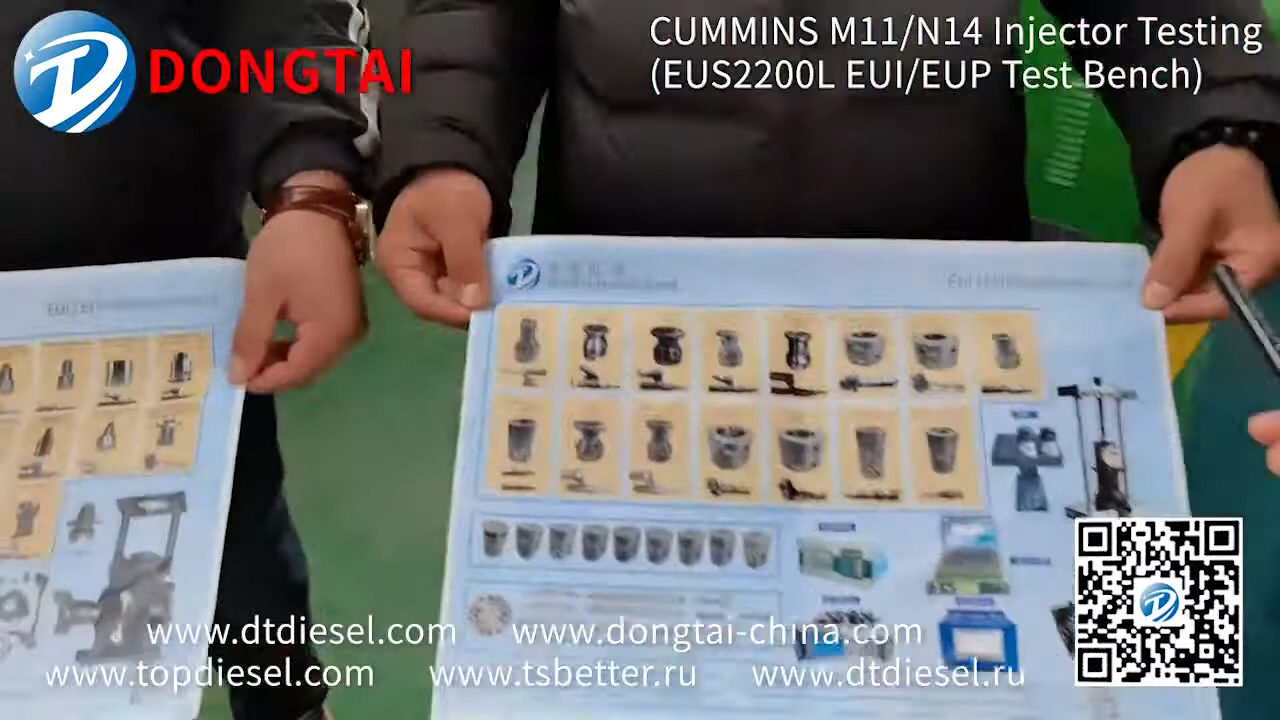 DONGTAI
CUMMINS M11/N14 Injector Testing
(EUS2200L EUI/EUP Test Bench)
www.dtdiesel.com www.dongtai-china.com
www.topdiesel.com www.tsbetter.ru www.dtdiesel.ru